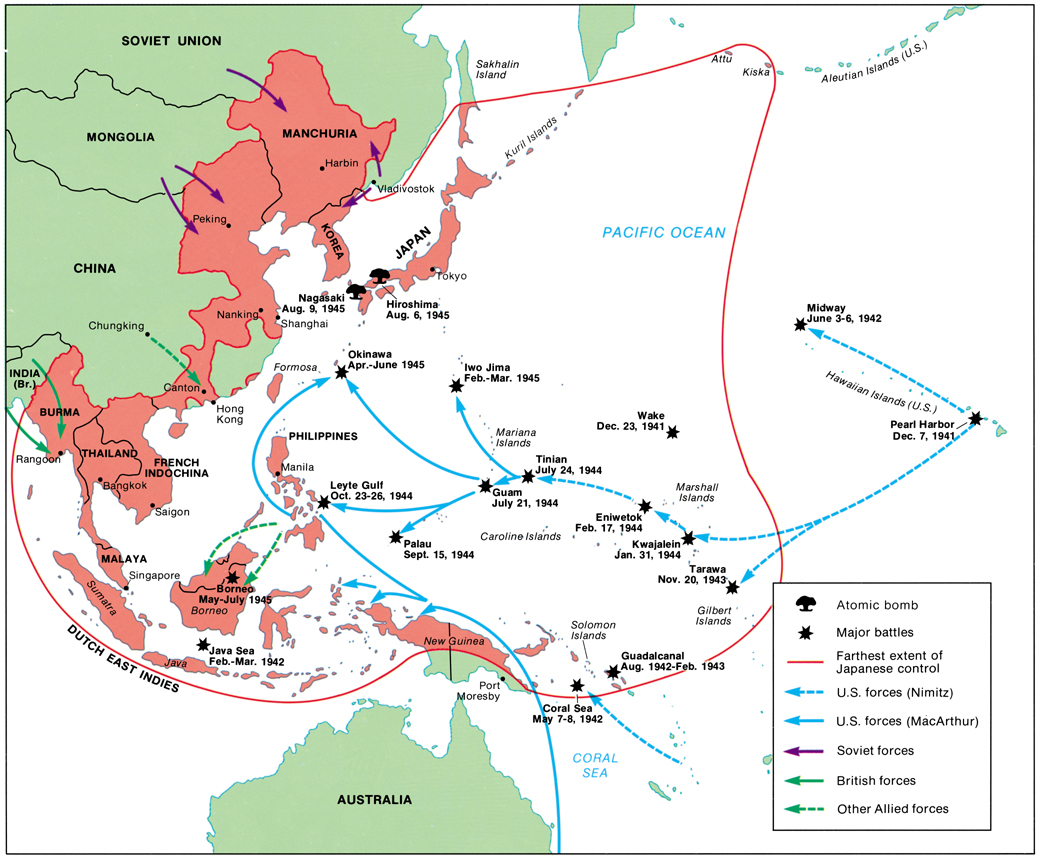 SOVIET UNION
Sakhalin
Island
Attu
Kiska
Aleutian Islands (U.S.)
MONGOLIA
MANCHURIA
Harbin
Kuril Islands
Vladivostok
Peking
KOREA
JAPAN
PACIFIC OCEAN
CHINA
Tokyo
Nagasaki
Aug. 9, 1945
Hiroshima
Aug. 6, 1945
Nanking
Shanghai
Midway
June 3-6, 1942
Chungking
Okinawa
Apr.-June 1945
Formosa
Iwo Jima
Feb.-Mar. 1945
INDIA
(Br.)
Canton
Hong
Kong
Hawaiian Islands (U.S.)
BURMA
Pearl Harbor
Dec. 7, 1941
Wake
Dec. 23, 1941
Mariana
Islands
PHILIPPINES
Rangoon
THAILAND
FRENCH
INDOCHINA
Manila
Tinian
July 24, 1944
Bangkok
Leyte Gulf
Oct. 23-26, 1944
Guam
July 21, 1944
Marshall
Islands
Saigon
Eniwetok
Feb. 17, 1944
Caroline Islands
Palau
Sept. 15, 1944
Kwajalein
Jan. 31, 1944
MALAYA
Singapore
Tarawa
Nov. 20, 1943
Sumatra
Borneo
May-July 1945
Borneo
Gilbert
Islands
Solomon
Islands
New Guinea
DUTCH EAST INDIES
Java Sea
Feb.-Mar. 1942
Java
Guadalcanal
Aug. 1942-Feb. 1943
Port
Moresby
Coral Sea
May 7-8, 1942
CORAL
SEA
AUSTRALIA
Atomic bomb
Major battles
Farthest extent of
Japanese control
U.S. forces (Nimitz)
U.S. forces (MacArthur)
Soviet forces
British forces
Other Allied forces